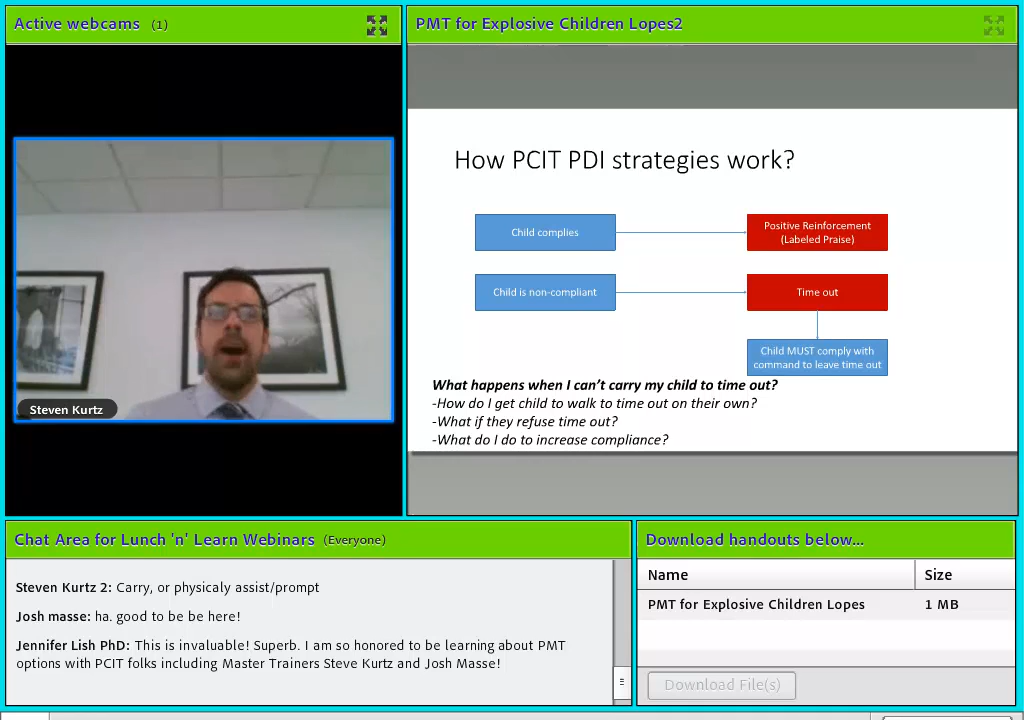 Active webcams (1)
PMT for Explosive Children Lopes2
Steven Kurtz
How PCIT PDI strategies work?
Child complies
Positive Reinforcement
(Labeled Praise)
Child is non-compliant
Time out
Child MUST comply with
command to leave time out
What happens when I can't carry my child to time out?
-How do I get child to walk to time out on their own?
-What if they refuse time out?
-What do I do to increase compliance?
Chat Area for Lunch 'n' Learn Webinars (Everyone)
Steven Kurtz 2: Carry, or physicaly assist/prompt
Josh masse: ha. good to be be here!
Jennifer Lish PhD: This is invaluable! Superb. I am so honored to be learning about PMT
options with PCIT folks including Master Trainers Steve Kurtz and Josh Masse!
Download handouts below...
Name Size
PMT for Explosive Children Lopes 1 MB
Download File(s)